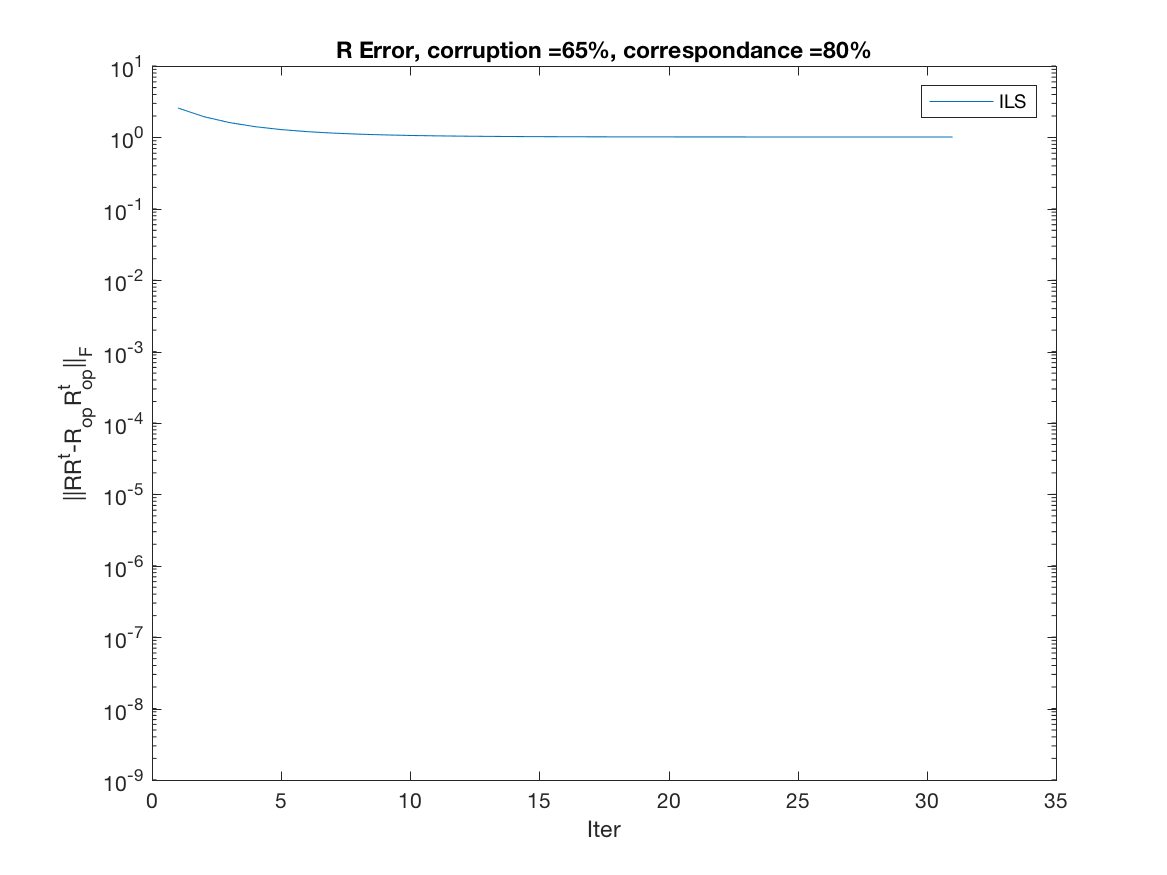 R Error, corruption =65%, correspondance =80%
ILS
10^1
10^0
10^-1
10^-2
10^-3
10^-4
10^-5
10^-6
10^-7
10^-8
10^-9
||RR^t-R_op R_op^t||_F
0 5 10 15 20 25 30 35
Iter